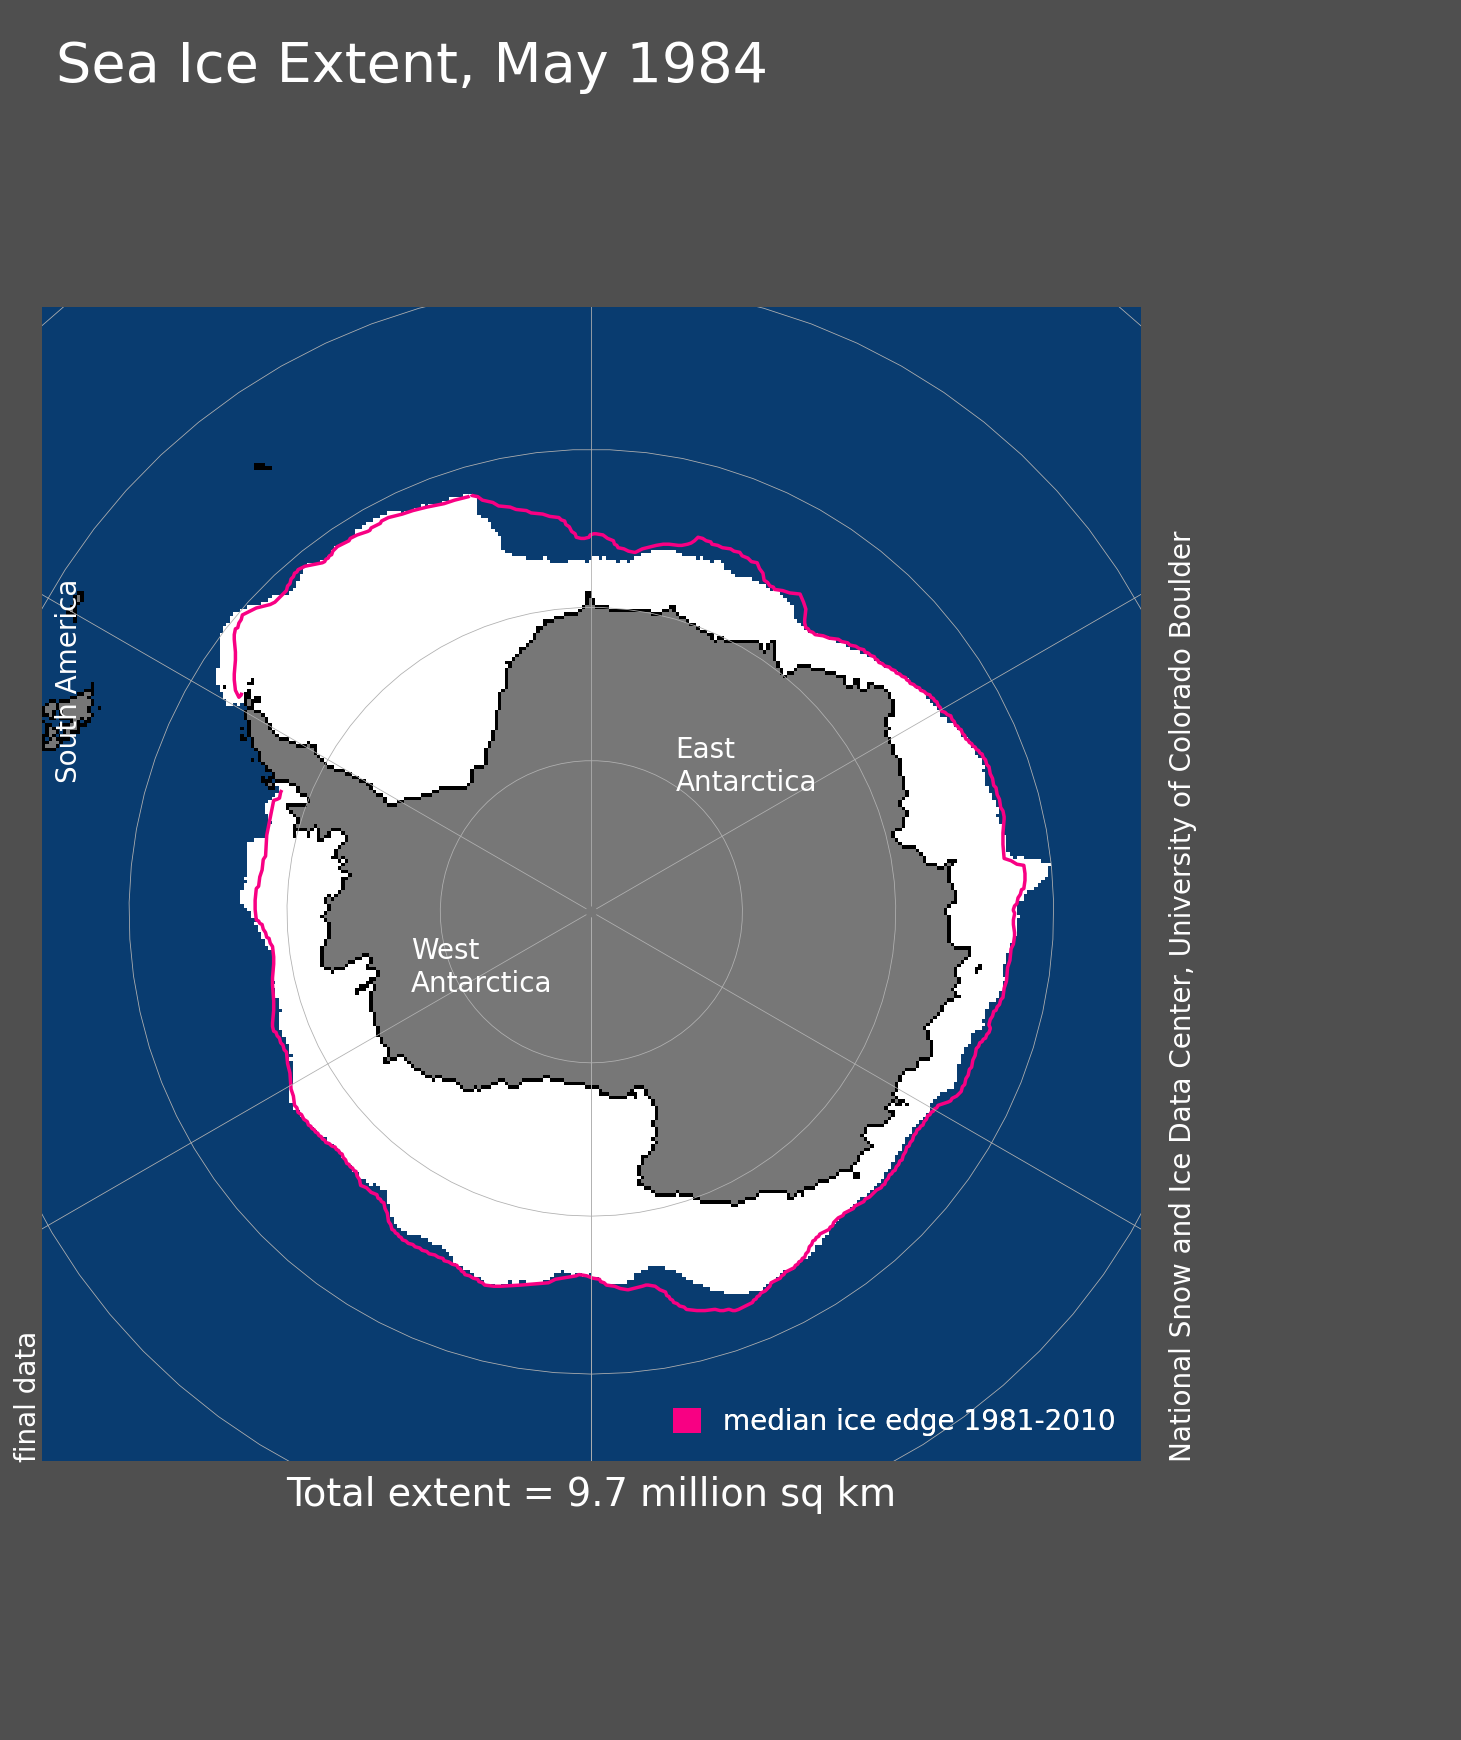 Sea Ice Extent, May 1984
South America
East
Antarctica
West
Antarctica
median ice edge 1981-2010
final data
National Snow and Ice Data Center, University of Colorado Boulder
Total extent = 9.7 million sq km